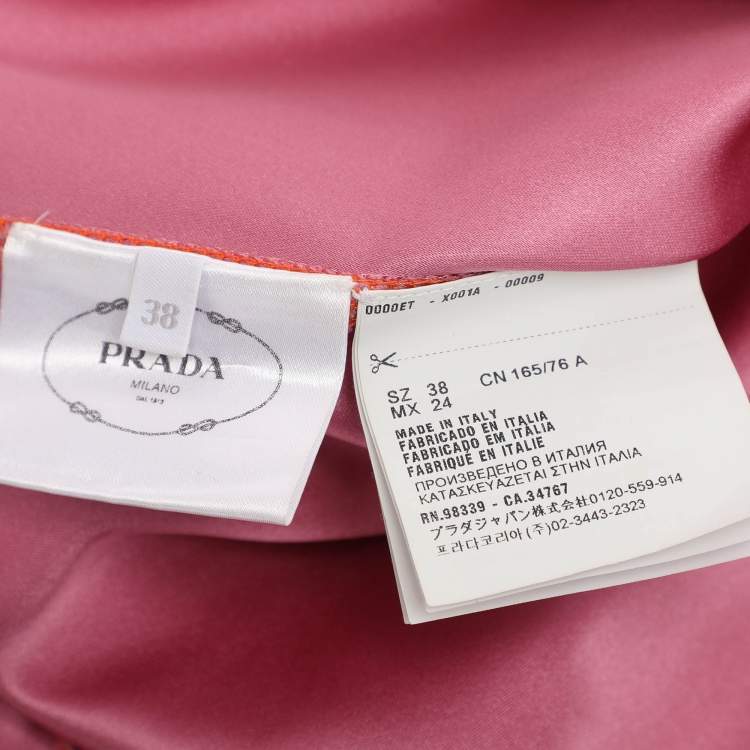 38
PRADA
MILANO
DAL 1913
0000ET - X001A - 00009
SZ 38 CN 165/76 A
MX 24
MADE IN ITALY
FABRICADO EN ITALIA
FABRICADO EM ITÁLIA
FABRIQUÉ EN ITALIE
ПРОИЗВЕДЕНО В ИТАЛИЯ
ΚΑΤΑΣΚΕΥΑΖΕΤΑΙ ΣΤΗΝ ΙΤΑΛΙΑ
RN.98339 - CA.34767
プラダジャパン株式会社0120-559-914
프라다코리아 (주)02-3443-2323